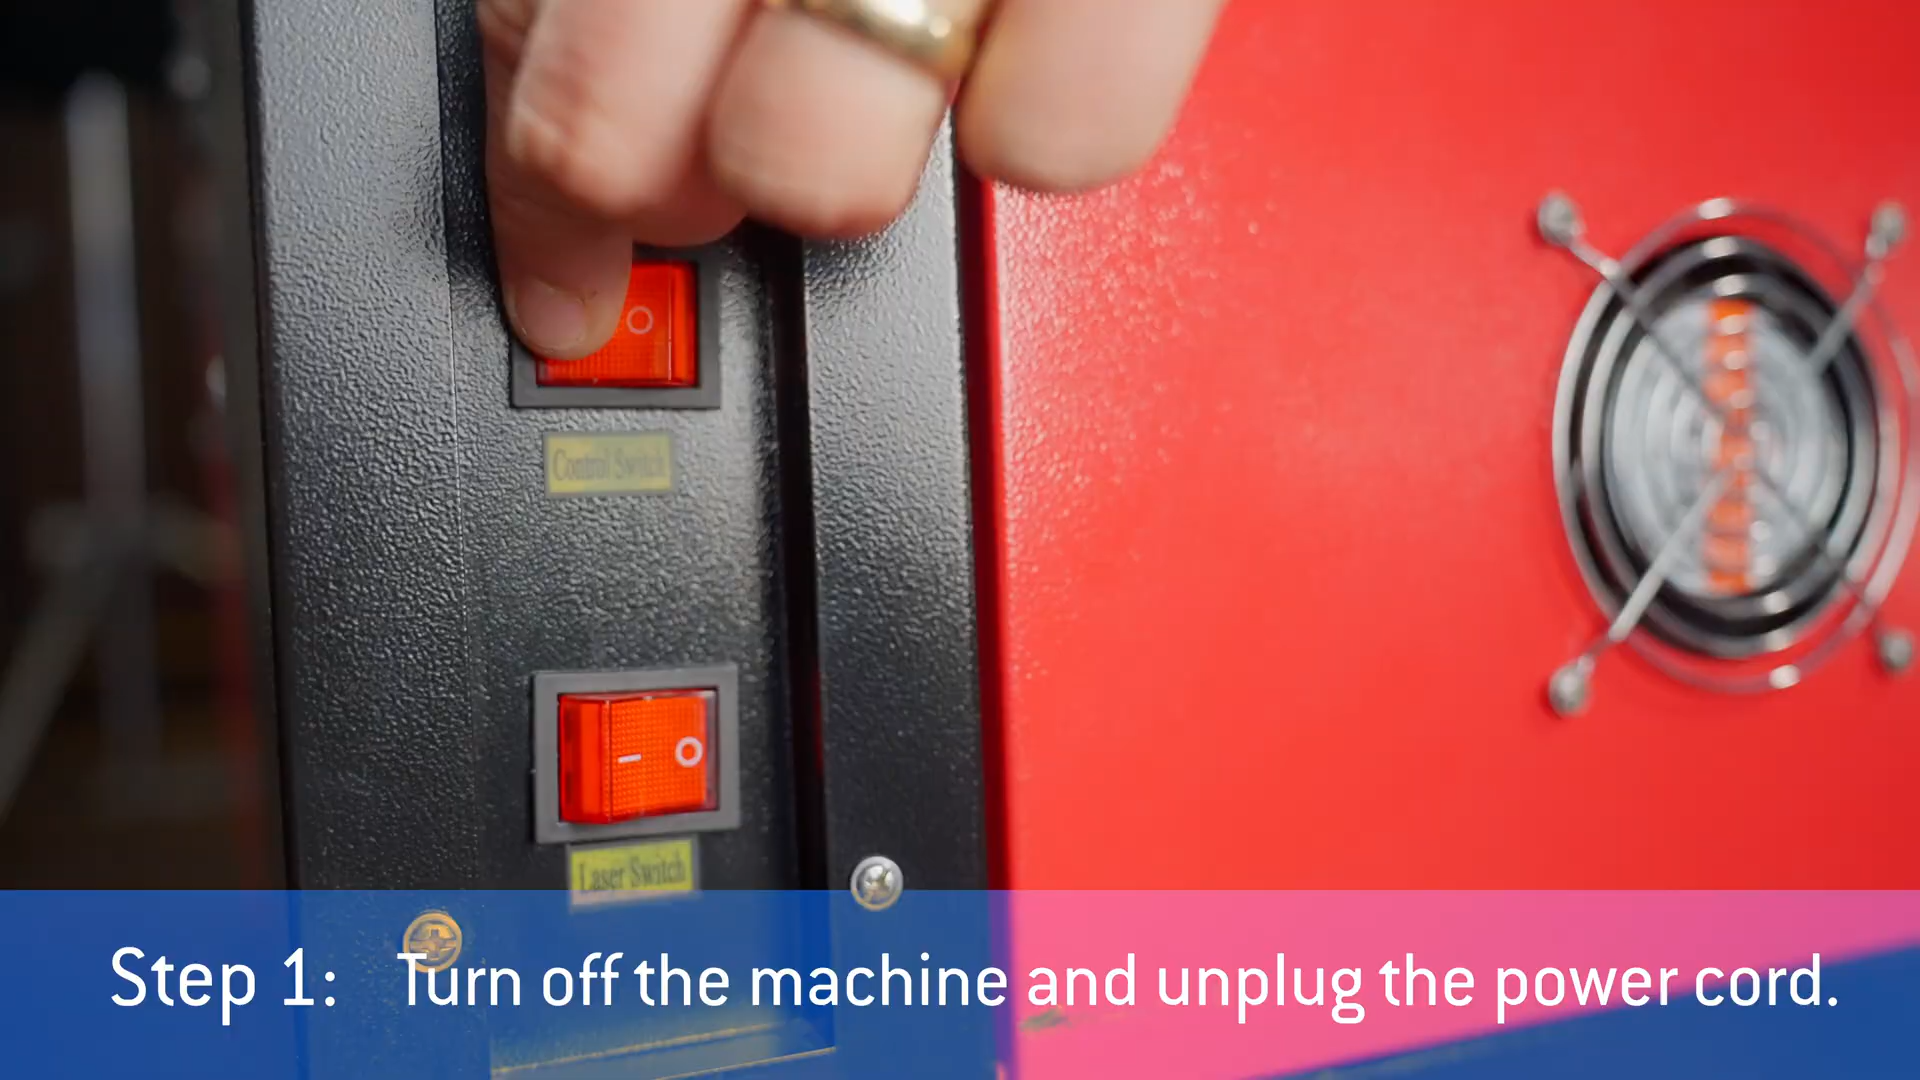 O
Control Switch
– O
Laser Switch
Step 1: Turn off the machine and unplug the power cord.